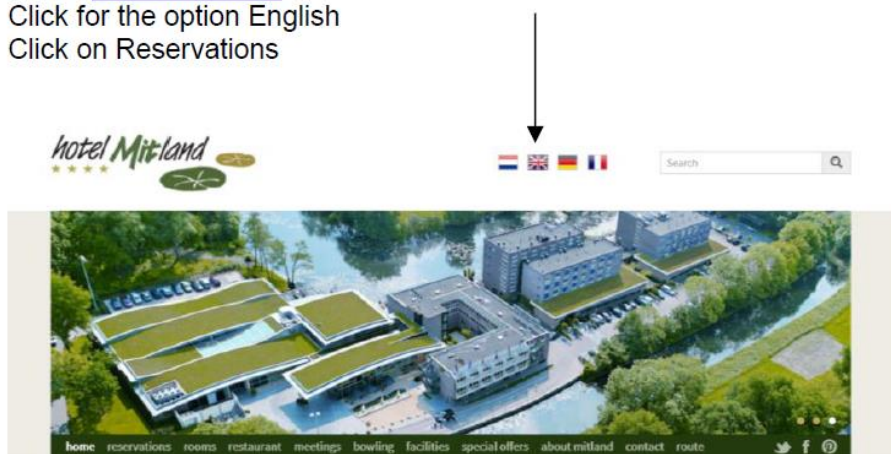 Click for the option English
Click on Reservations
hotel Mitland
Search
home reservations rooms restaurant meetings bowling facilities special offers about mitland contact route